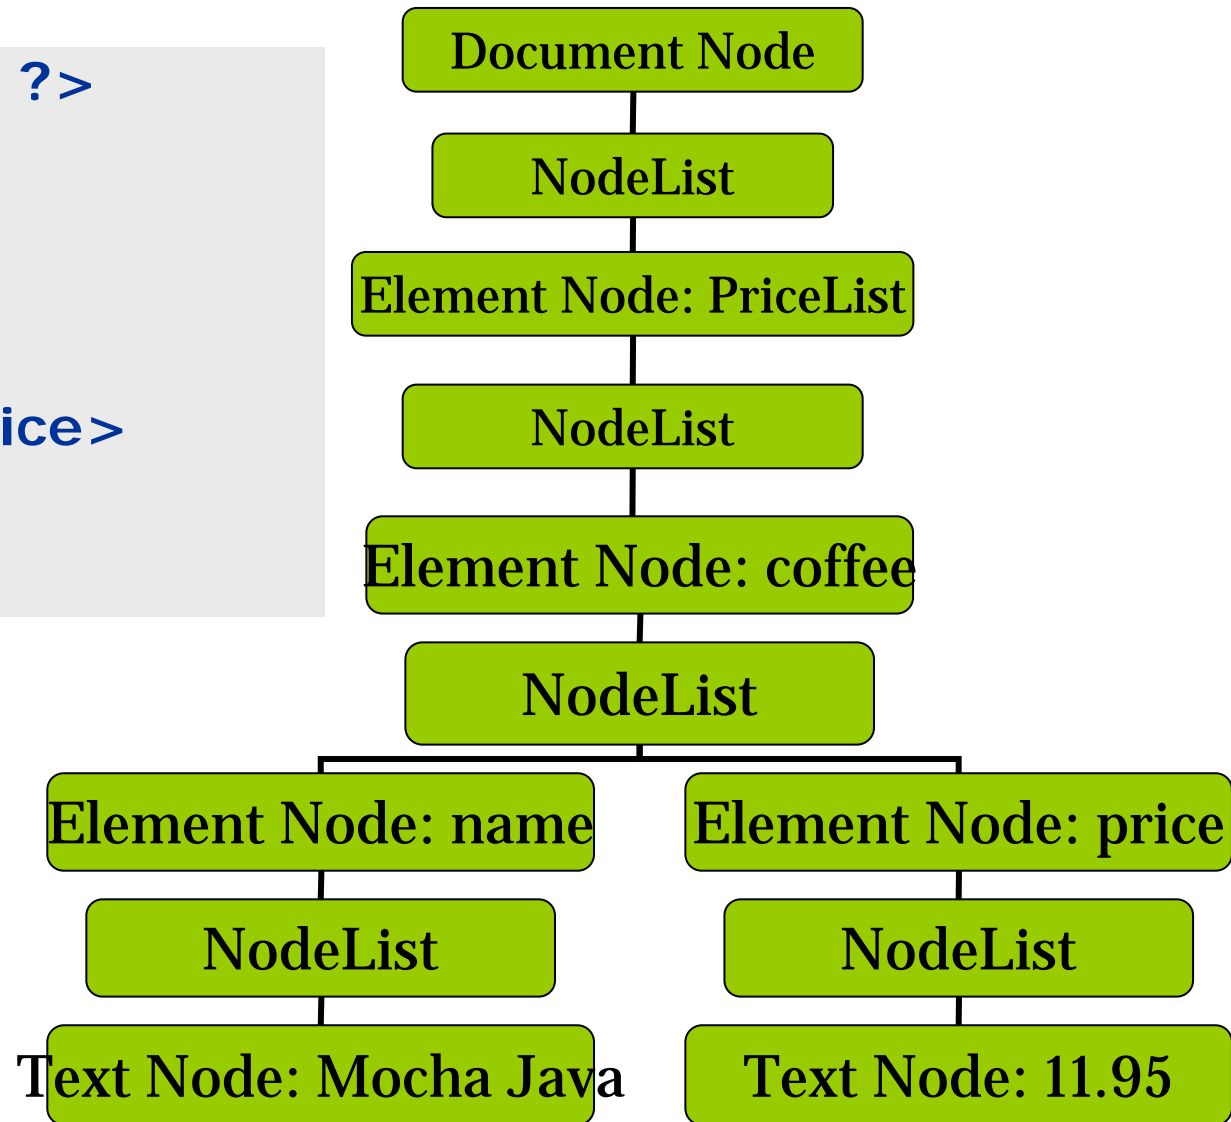 ?>
ice>
Document Node
NodeList
Element Node: PriceList
NodeList
Element Node: coffee
NodeList
Element Node: name
Element Node: price
NodeList
NodeList
Text Node: Mocha Java
Text Node: 11.95